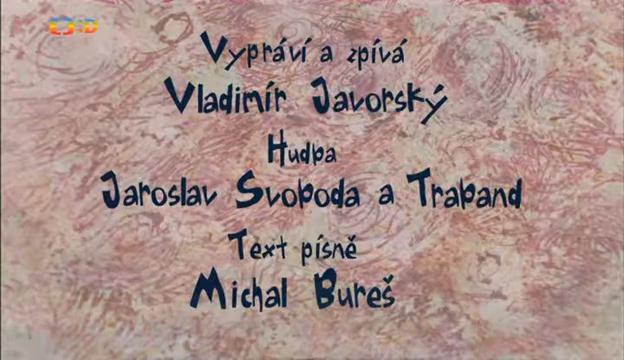 :D
Vypráví a zpívá
Vladimír Javorský
Hudba
Jaroslav Svoboda a Traband
Text písně
Michal Bureš